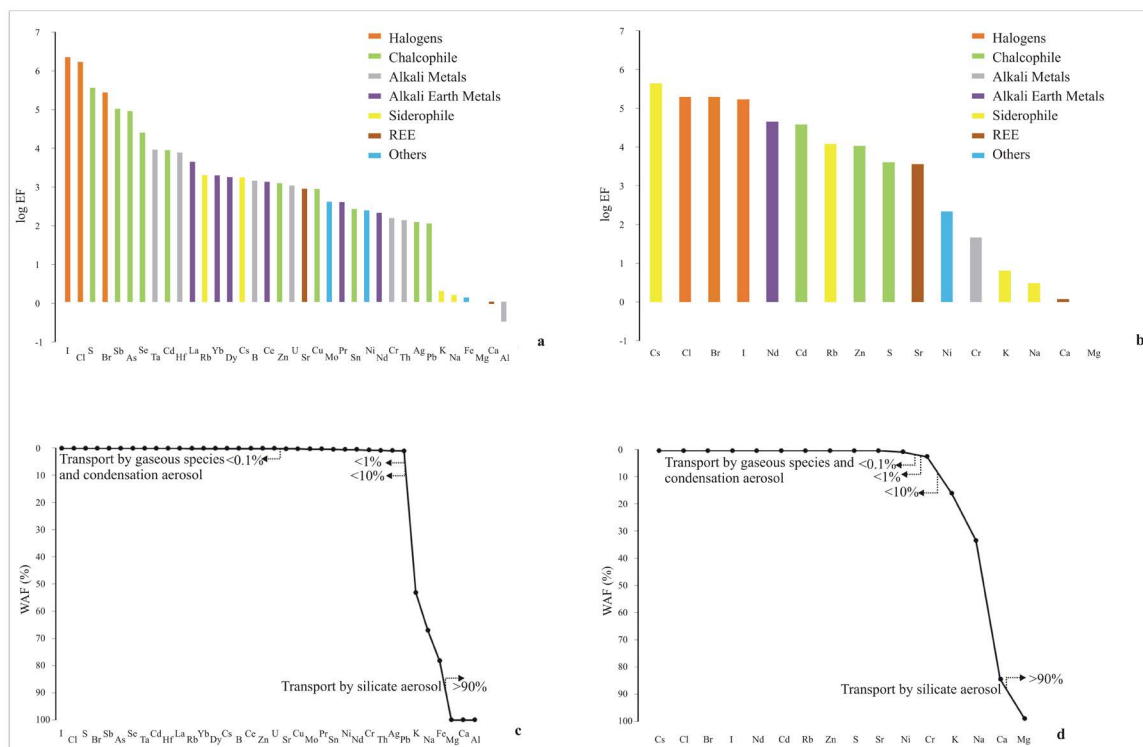 7
6
5
4
3
2
1
0
-1
log EF
Halogens
Chalcophile
Alkali Metals
Alkali Earth Metals
Siderophile
REE
Others
I Cl S Br Sb As Se Ta Cd Hf La Rb Yb Dy Cs B Ce Zn U Sr Cu Mo Pr Sn Ni Nd Cr Th Ag Pb K Na Fe Mg Ca Al
a
7
6
5
4
3
2
1
0
-1
log EF
Halogens
Chalcophile
Alkali Metals
Alkali Earth Metals
Siderophile
REE
Others
Cs Cl Br I Nd Cd Rb Zn S Sr Ni Cr K Na Ca Mg
b
0
10
20
30
40
50
60
70
80
90
100
WAF (%)
Transport by gaseous species <0.1%
and condensation aerosol
<1%
<10%
Transport by silicate aerosol >90%
I Cl S Br Sb As Se Ta Cd Hf La Rb Yb Dy Cs B Ce Zn U Sr Cu Mo Pr Sn Ni Nd Cr Th Ag Pb K Na Fe Mg Ca Al
c
0
10
20
30
40
50
60
70
80
90
100
WAF (%)
Transport by gaseous species and <0.1%
condensation aerosol
<1%
<10%
Transport by silicate aerosol >90%
Cs Cl Br I Nd Cd Rb Zn S Sr Ni Cr K Na Ca Mg
d